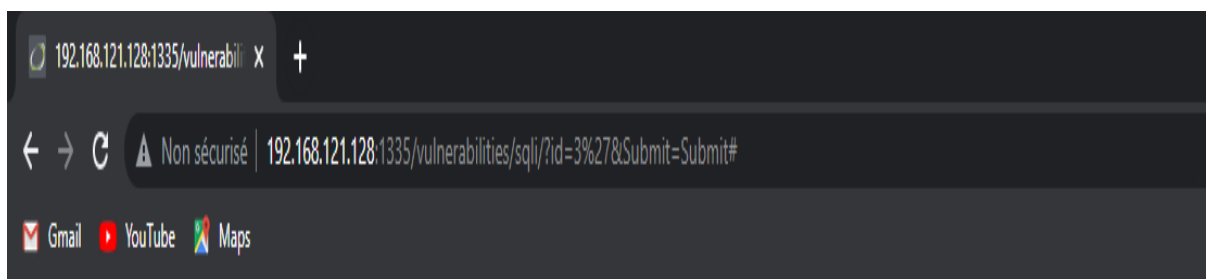 192.168.121.128:1335/vulnerabili
Non sécurisé | 192.168.121.128:1335/vulnerabilities/sqli/?id=3%27&Submit=Submit#
Gmail YouTube Maps